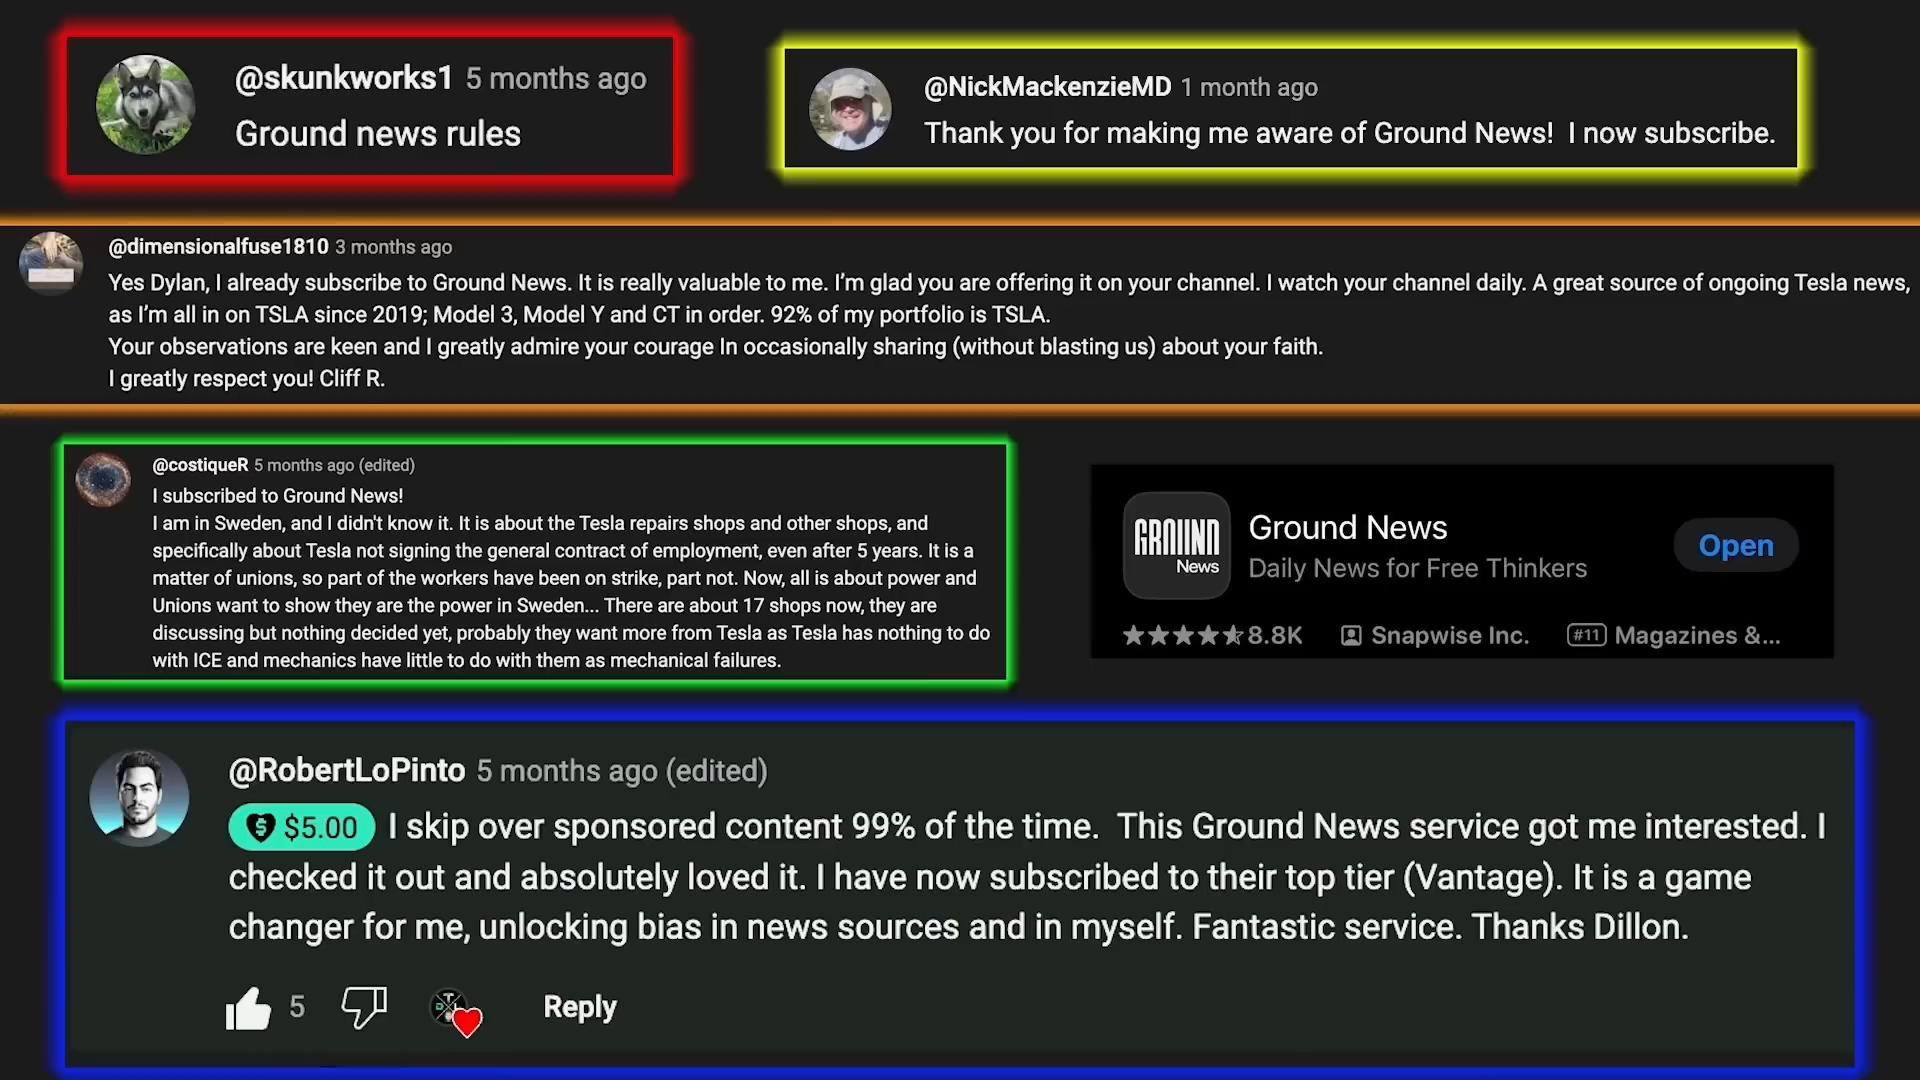 @skunkworks1 5 months ago
Ground news rules
@NickMackenzieMD 1 month ago
Thank you for making me aware of Ground News!  I now subscribe.
@dimensionalfuse1810 3 months ago
Yes Dylan, I already subscribe to Ground News. It is really valuable to me. I’m glad you are offering it on your channel. I watch your channel daily. A great source of ongoing Tesla news,
as I’m all in on TSLA since 2019; Model 3, Model Y and CT in order. 92% of my portfolio is TSLA.
Your observations are keen and I greatly admire your courage In occasionally sharing (without blasting us) about your faith.
I greatly respect you! Cliff R.
@costiqueR 5 months ago (edited)
I subscribed to Ground News!
I am in Sweden, and I didn't know it. It is about the Tesla repairs shops and other shops, and
specifically about Tesla not signing the general contract of employment, even after 5 years. It is a
matter of unions, so part of the workers have been on strike, part not. Now, all is about power and
Unions want to show they are the power in Sweden... There are about 17 shops now, they are
discussing but nothing decided yet, probably they want more from Tesla as Tesla has nothing to do
with ICE and mechanics have little to do with them as mechanical failures.
GROUND
News
Ground News
Daily News for Free Thinkers
Open
8.8K
Snapwise Inc.
#11 Magazines &...
@RobertLoPinto 5 months ago (edited)
$5.00 I skip over sponsored content 99% of the time.  This Ground News service got me interested. I
checked it out and absolutely loved it. I have now subscribed to their top tier (Vantage). It is a game
changer for me, unlocking bias in news sources and in myself. Fantastic service. Thanks Dillon.
5
Reply